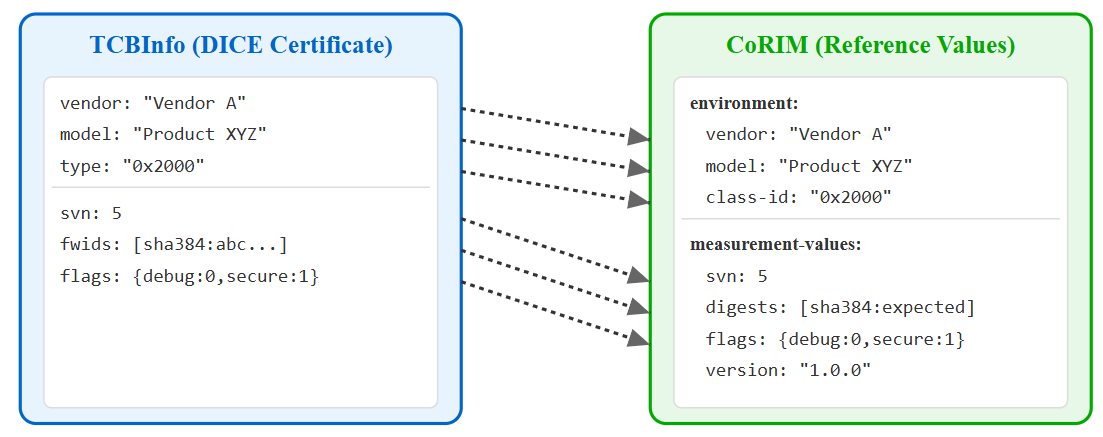 TCBInfo (DICE Certificate)
vendor: "Vendor A"
model: "Product XYZ"
type: "0x2000"
svn: 5
fwids: [sha384:abc...]
flags: {debug:0,secure:1}
CoRIM (Reference Values)
environment:
vendor: "Vendor A"
model: "Product XYZ"
class-id: "0x2000"
measurement-values:
svn: 5
digests: [sha384:expected]
flags: {debug:0,secure:1}
version: "1.0.0"